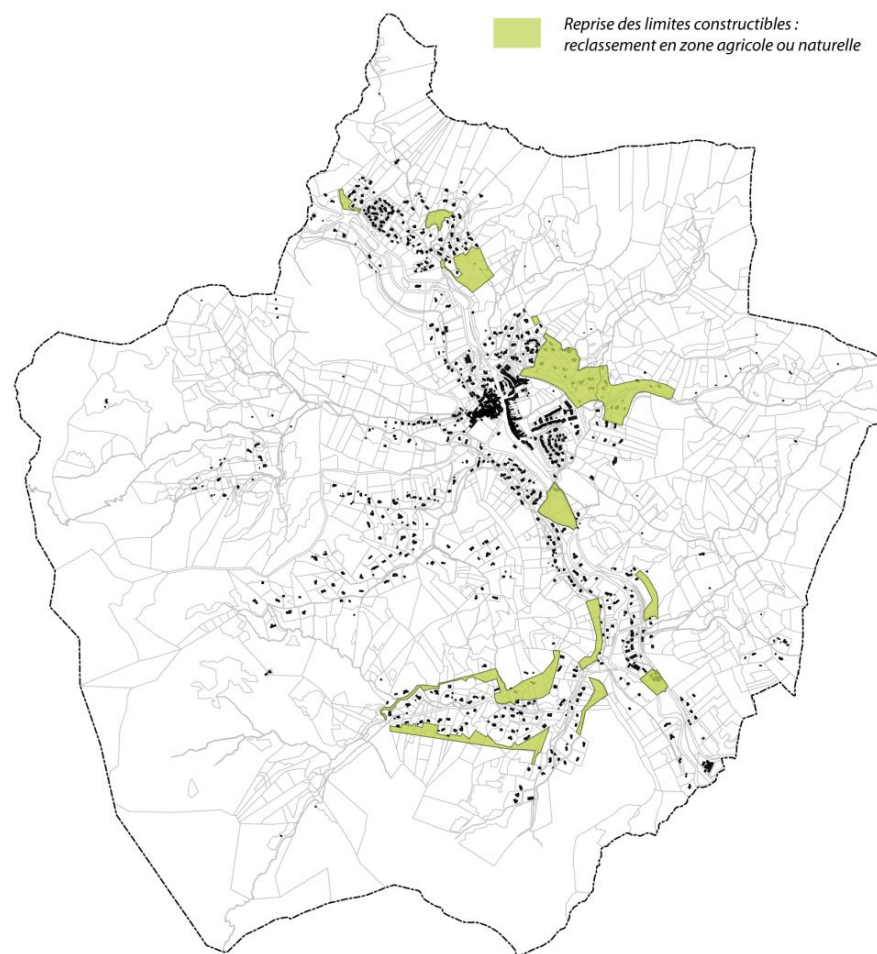 Reprise des limites constructibles :
reclassement en zone agricole ou naturelle